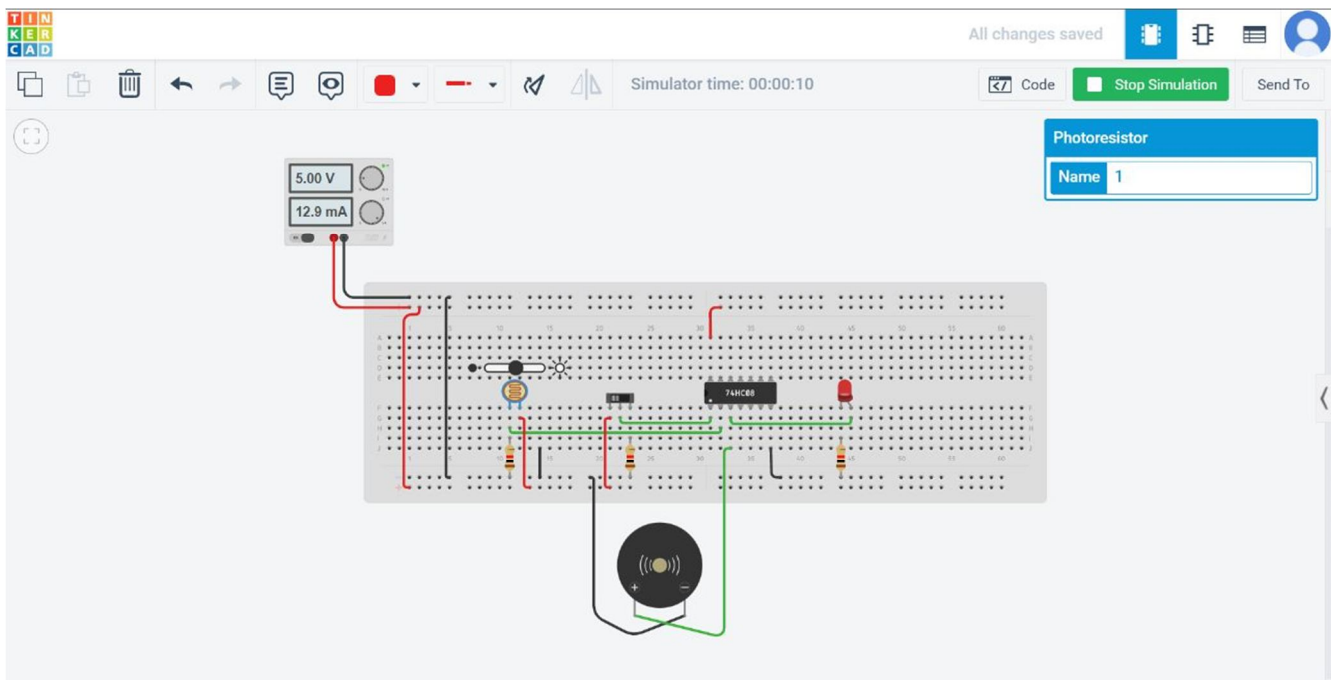 TIN
KER
CAD
All changes saved
Simulator time: 00:00:10
Code
Stop Simulation
Send To
Photoresistor
Name 1
5.00 V
12.9 mA
74HC08